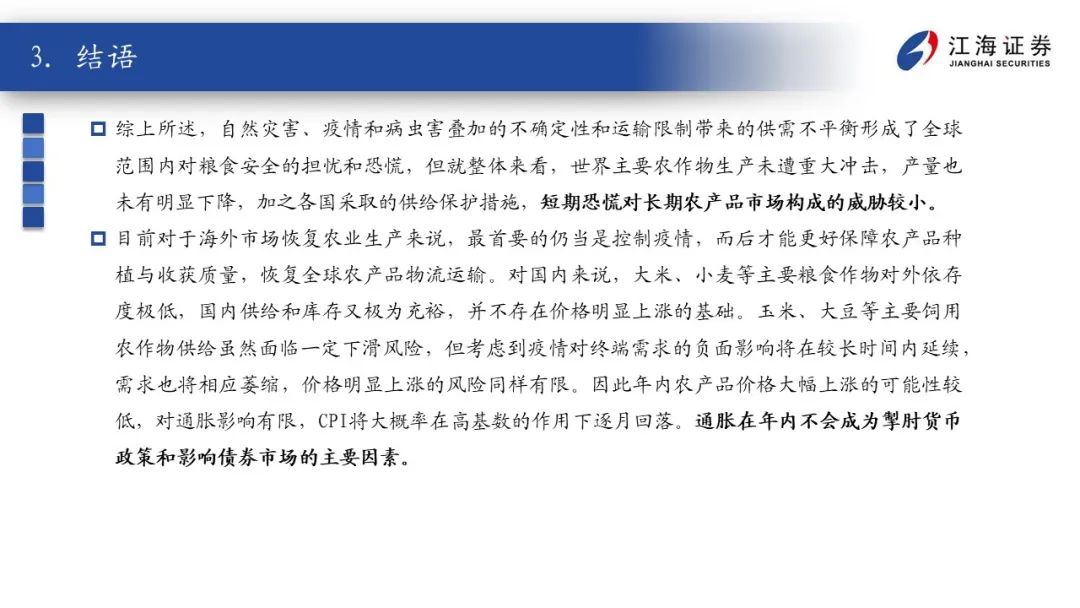 3. 结语
江海证券
JIANGHAI SECURITIES
综上所述，自然灾害、疫情和病虫害叠加的不确定性和运输限制带来的供需不平衡形成了全球
范围内对粮食安全的担忧和恐慌，但就整体来看，世界主要农作物生产未遭重大冲击，产量也
未有明显下降，加之各国采取的供给保护措施，短期恐慌对长期农产品市场构成的威胁较小。
目前对于海外市场恢复农业生产来说，最首要的仍当是控制疫情，而后才能更好保障农产品种
植与收获质量，恢复全球农产品物流运输。对国内来说，大米、小麦等主要粮食作物对外依存
度极低，国内供给和库存又极为充裕，并不存在价格明显上涨的基础。玉米、大豆等主要饲用
农作物供给虽然面临一定下滑风险，但考虑到疫情对终端需求的负面影响将在较长时间内延续，
需求也将相应萎缩，价格明显上涨的风险同样有限。因此年内农产品价格大幅上涨的可能性较
低，对通胀影响有限，CPI将大概率在高基数的作用下逐月回落。通胀在年内不会成为掣肘货币
政策和影响债券市场的主要因素。